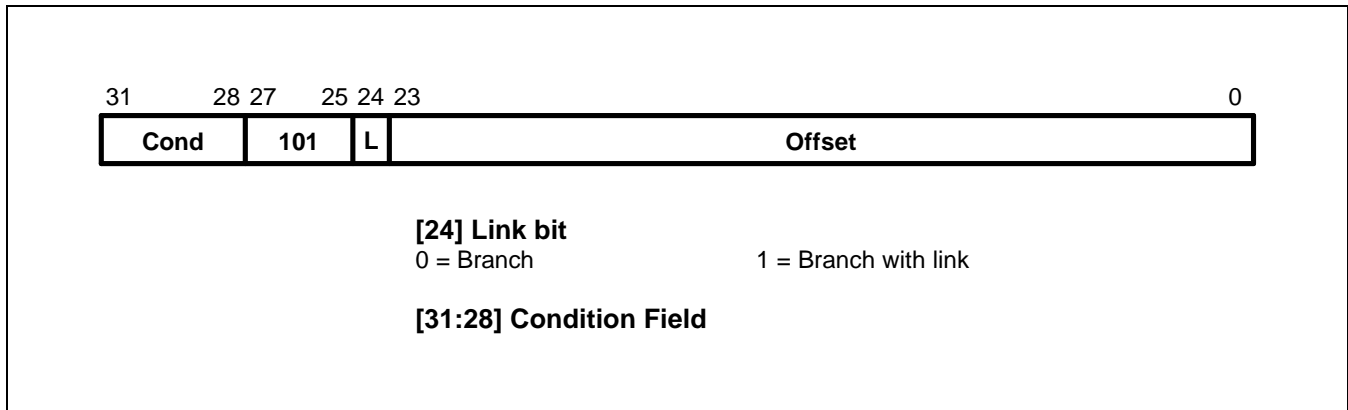 31 28 27 25 24 23 0
Cond 101 L Offset
[24] Link bit
0 = Branch 1 = Branch with link
[31:28] Condition Field